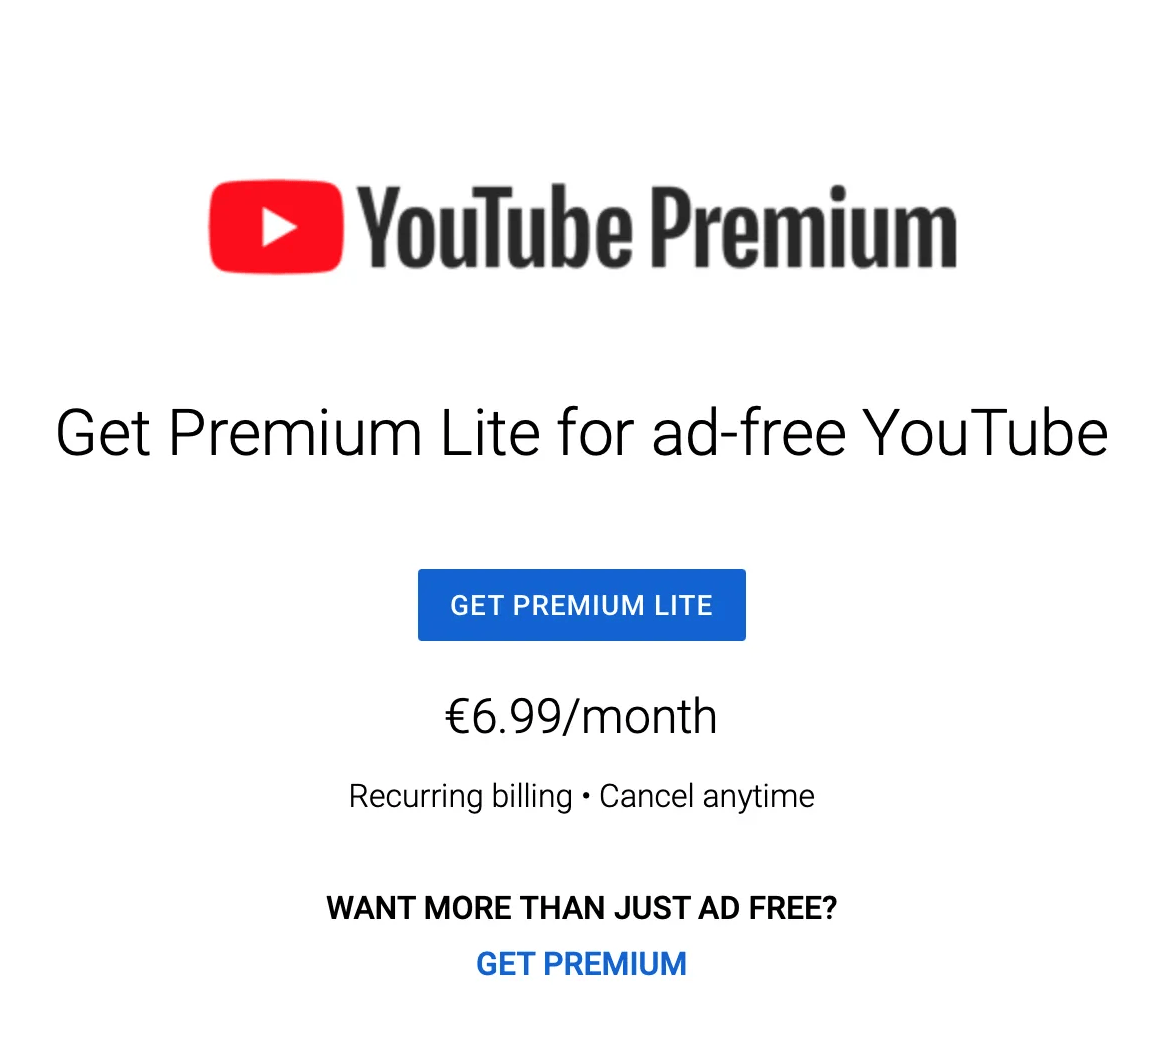 YouTube Premium
Get Premium Lite for ad-free YouTube
GET PREMIUM LITE
€6.99/month
Recurring billing • Cancel anytime
WANT MORE THAN JUST AD FREE?
GET PREMIUM